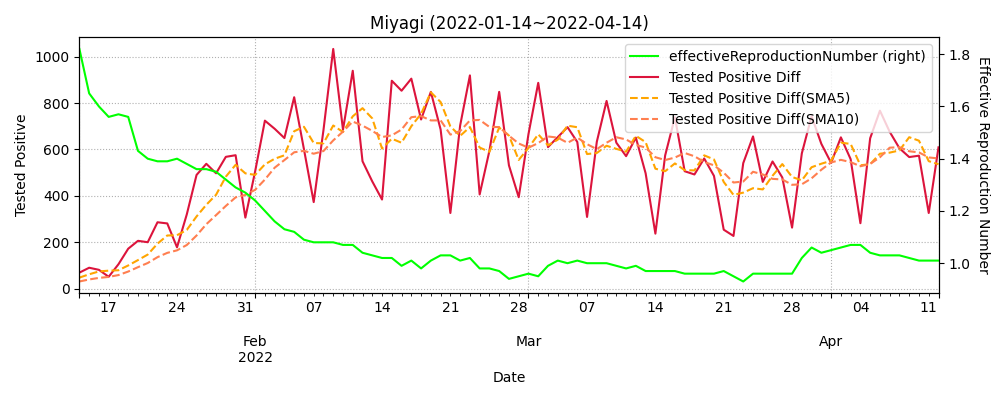 Miyagi (2022-01-14~2022-04-14)
effectiveReproductionNumber (right)
Tested Positive Diff
Tested Positive Diff(SMA5)
Tested Positive Diff(SMA10)
Tested Positive
1000
800
600
400
200
0
Effective Reproduction Number
1.8
1.6
1.4
1.2
1.0
17 24 31 07 14 21 28 07 14 21 28 04 11
Feb Mar Apr
2022
Date